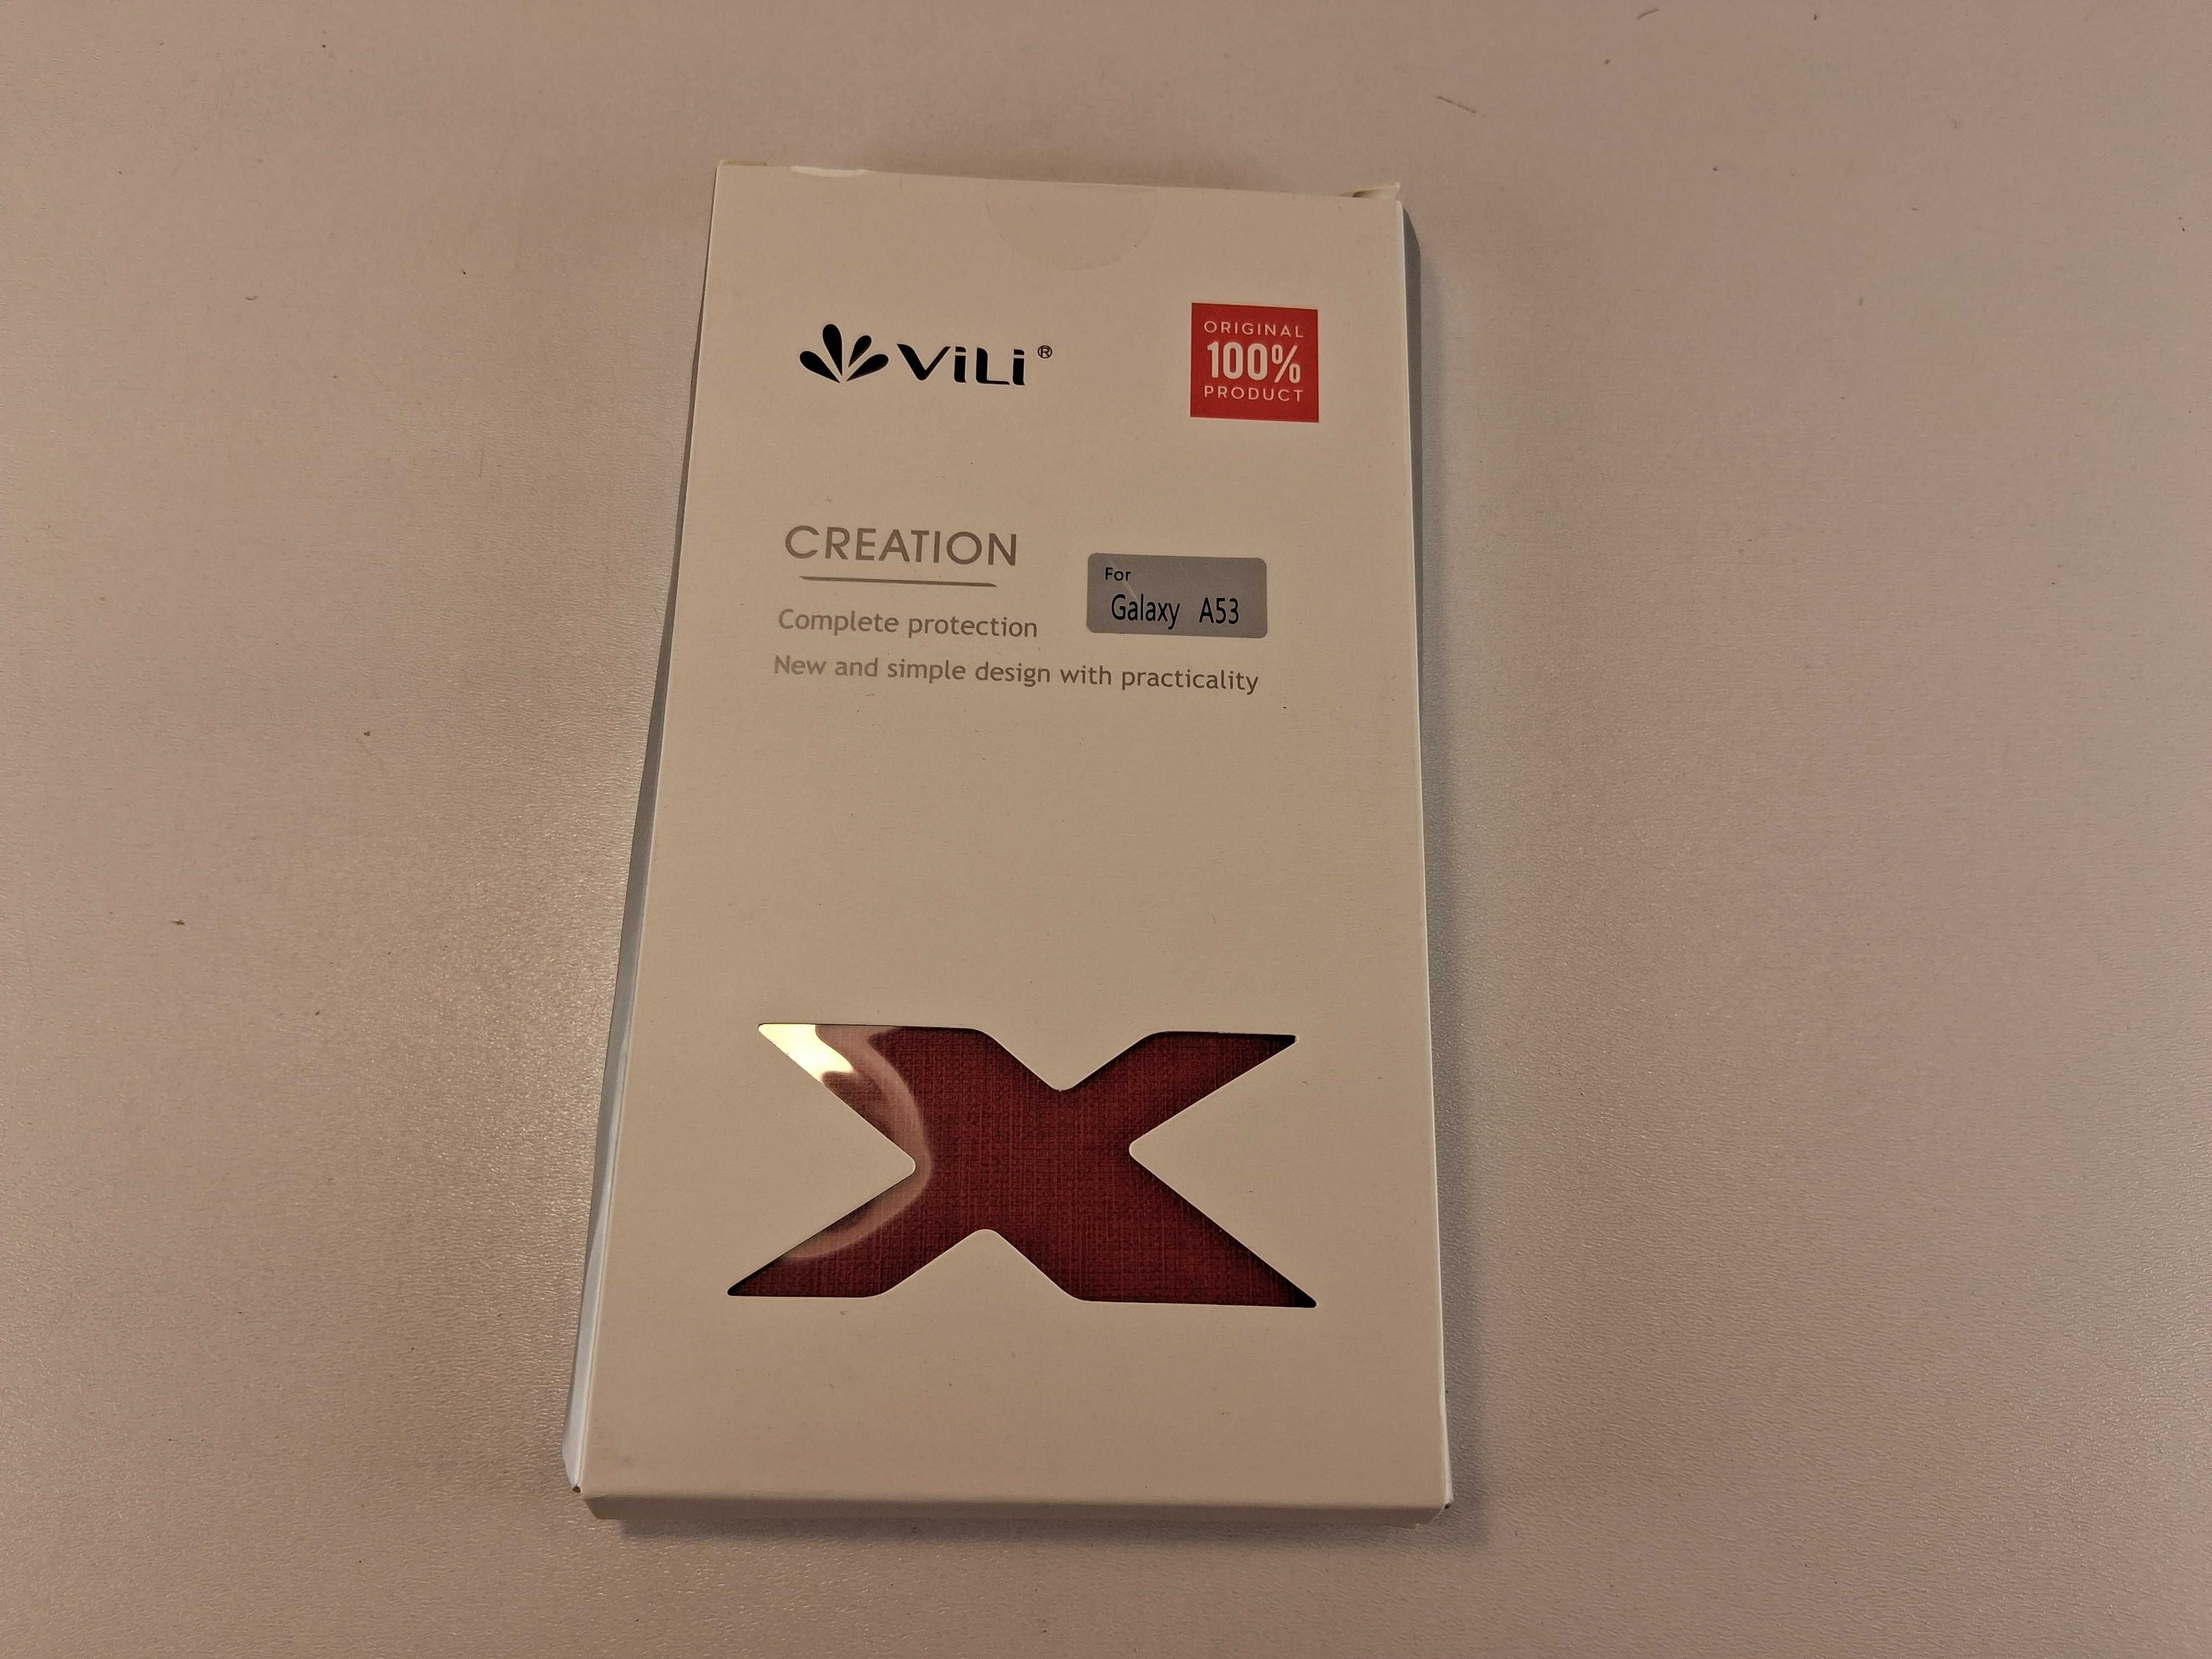 ViLi®
ORIGINAL
100%
PRODUCT
CREATION
For
Galaxy A53
Complete protection
New and simple design with practicality